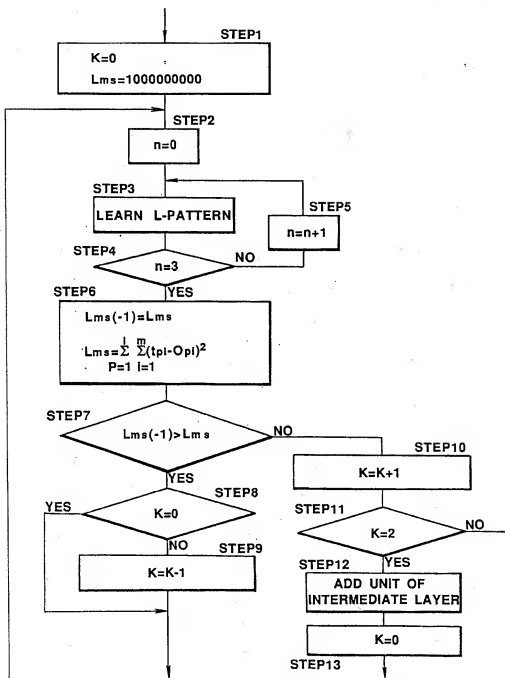 STEP1
K=0
Lms=1000000000
STEP2
n=0
STEP3
LEARN L-PATTERN
STEP5
n=n+1
STEP4
n=3
NO
YES
STEP6
Lms(-1)=Lms
l m
Lms=Σ Σ(tpi-Opi)²
P=1 i=1
STEP7
Lms(-1)>Lms
NO
YES
STEP10
K=K+1
STEP8
YES
K=0
NO
STEP11
K=2
NO
YES
STEP9
K=K-1
STEP12
ADD UNIT OF
INTERMEDIATE LAYER
K=0
STEP13